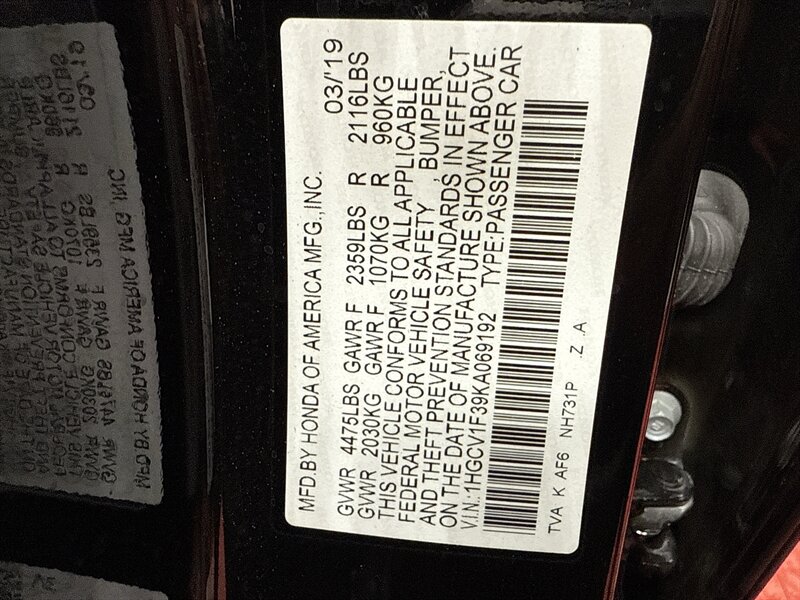 MFD.BY HONDA OF AMERICA MFG.,INC. 03/'19
GVWR 4475LBS GAWR F 2359LBS R 2116LBS
GVWR 2030KG GAWR F 1070KG R 960KG
THIS VEHICLE CONFORMS TO ALL APPLICABLE
FEDERAL MOTOR VEHICLE SAFETY , BUMPER,
AND THEFT PREVENTION STANDARDS IN EFFECT
ON THE DATE OF MANUFACTURE SHOWN ABOVE.
V.I.N.:1HGCV1F39KA069192 TYPE:PASSENGER CAR
TVA K AF6 NH731P .Z .A